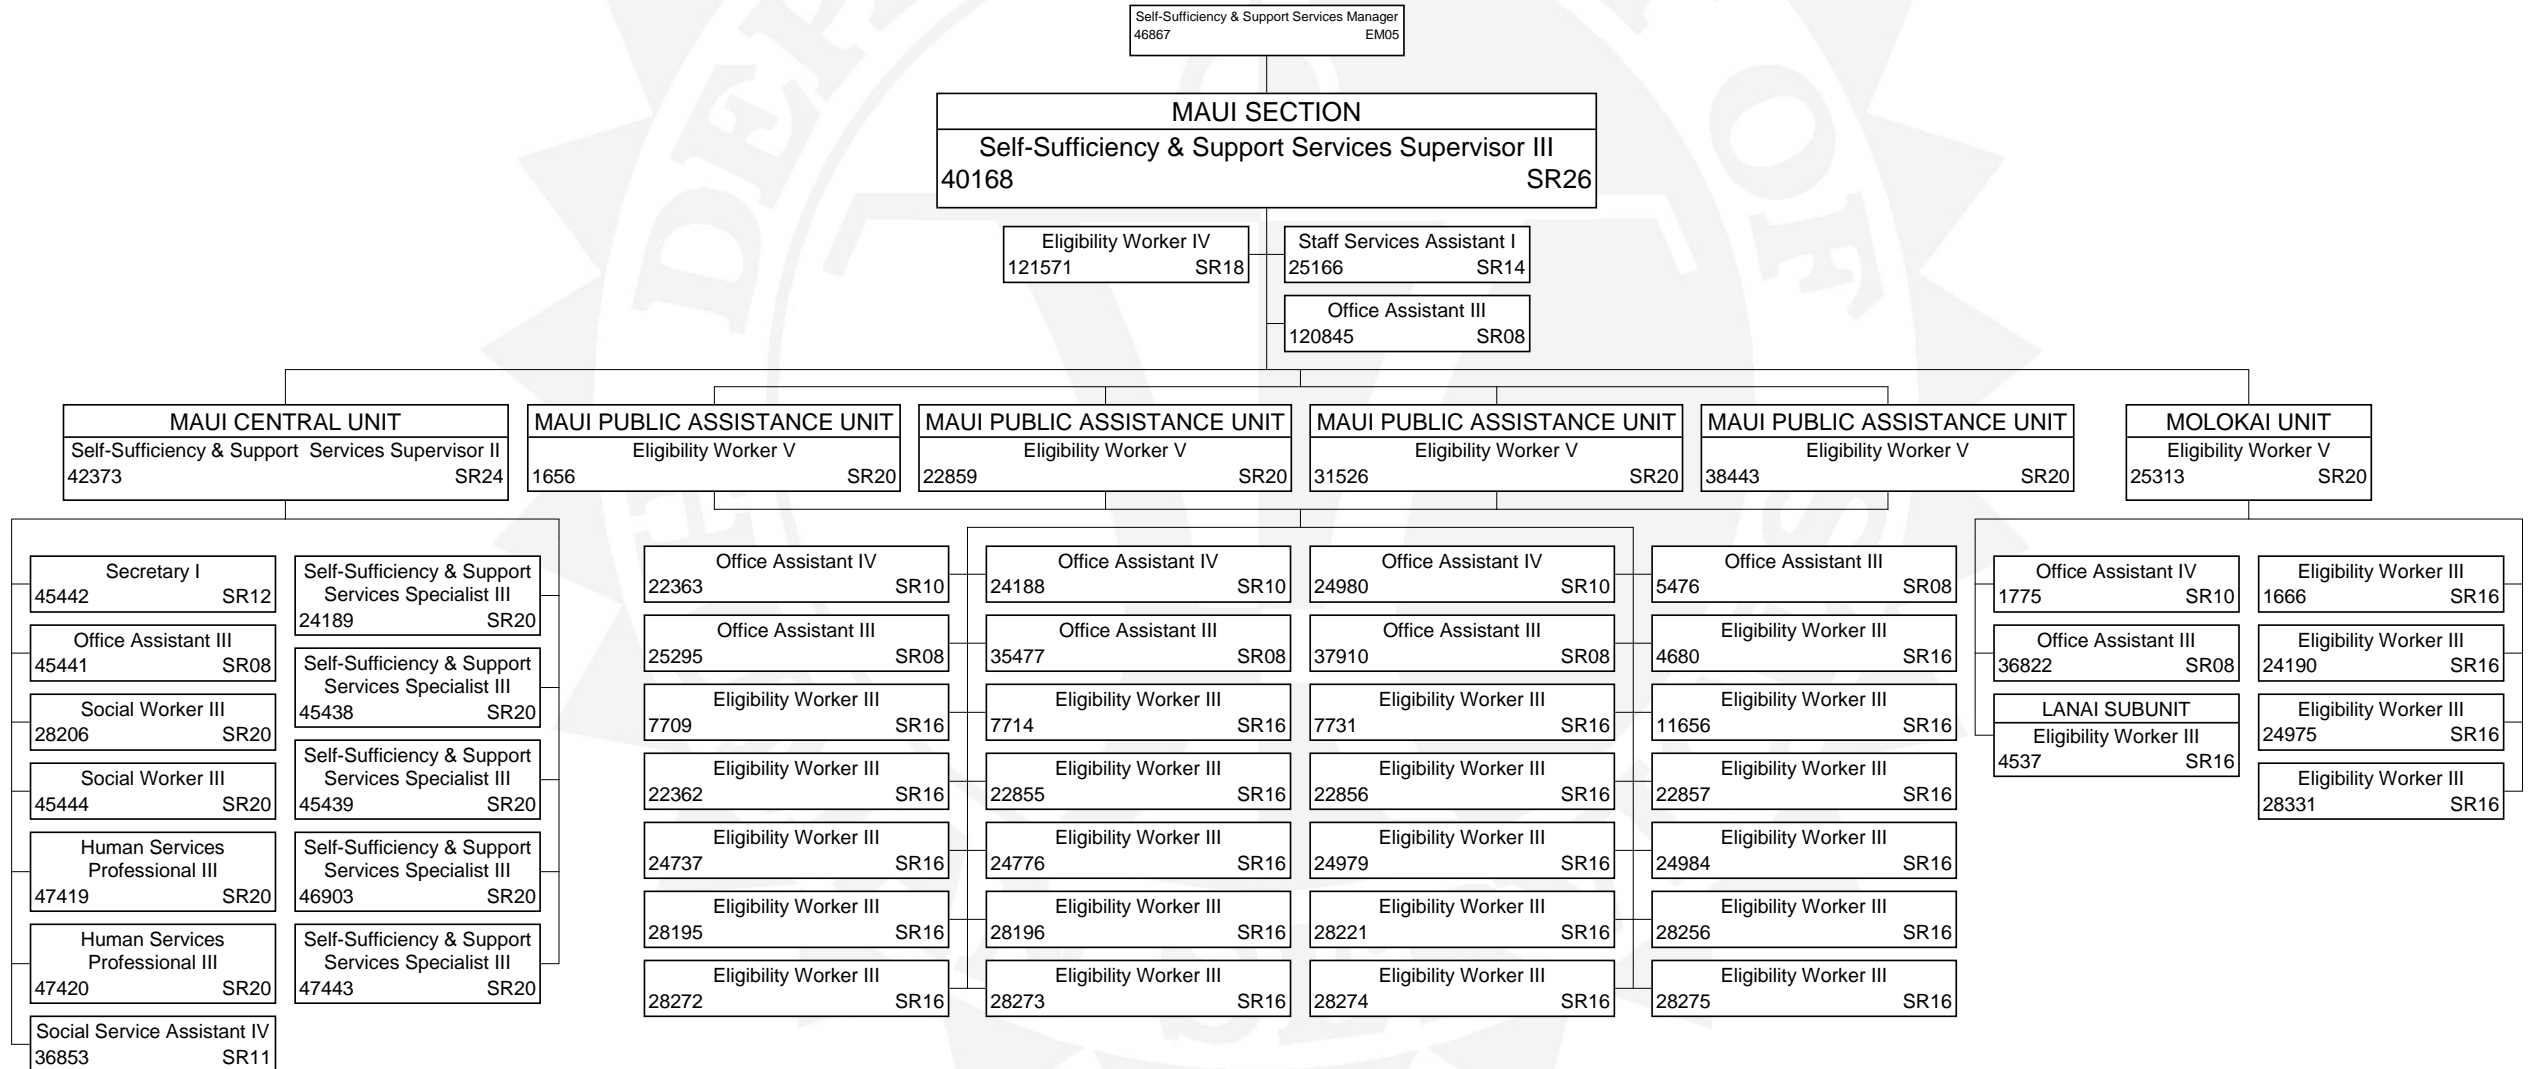 Self-Sufficiency & Support Services Manager
46867 EM05
MAUI SECTION
Self-Sufficiency & Support Services Supervisor III
40168 SR26
Eligibility Worker IV
121571 SR18
Staff Services Assistant I
25166 SR14
Office Assistant III
120845 SR08
MAUI CENTRAL UNIT
Self-Sufficiency & Support Services Supervisor II
42373 SR24
MAUI PUBLIC ASSISTANCE UNIT
Eligibility Worker V
1656 SR20
MAUI PUBLIC ASSISTANCE UNIT
Eligibility Worker V
22859 SR20
MAUI PUBLIC ASSISTANCE UNIT
Eligibility Worker V
31526 SR20
MAUI PUBLIC ASSISTANCE UNIT
Eligibility Worker V
38443 SR20
MOLOKAI UNIT
Eligibility Worker V
25313 SR20
Secretary I
45442 SR12
Office Assistant III
45441 SR08
Social Worker III
28206 SR20
Social Worker III
45444 SR20
Human Services
Professional III
47419 SR20
Human Services
Professional III
47420 SR20
Social Service Assistant IV
36853 SR11
Self-Sufficiency & Support
Services Specialist III
24189 SR20
Self-Sufficiency & Support
Services Specialist III
45438 SR20
Self-Sufficiency & Support
Services Specialist III
45439 SR20
Self-Sufficiency & Support
Services Specialist III
46903 SR20
Self-Sufficiency & Support
Services Specialist III
47443 SR20
Office Assistant IV
22363 SR10
Office Assistant IV
24188 SR10
Office Assistant IV
24980 SR10
Office Assistant III
5476 SR08
Office Assistant III
25295 SR08
Office Assistant III
35477 SR08
Office Assistant III
37910 SR08
Eligibility Worker III
4680 SR16
Eligibility Worker III
7709 SR16
Eligibility Worker III
7714 SR16
Eligibility Worker III
7731 SR16
Eligibility Worker III
11656 SR16
Eligibility Worker III
22362 SR16
Eligibility Worker III
22855 SR16
Eligibility Worker III
22856 SR16
Eligibility Worker III
22857 SR16
Eligibility Worker III
24737 SR16
Eligibility Worker III
24776 SR16
Eligibility Worker III
24979 SR16
Eligibility Worker III
24984 SR16
Eligibility Worker III
28195 SR16
Eligibility Worker III
28196 SR16
Eligibility Worker III
28221 SR16
Eligibility Worker III
28256 SR16
Eligibility Worker III
28272 SR16
Eligibility Worker III
28273 SR16
Eligibility Worker III
28274 SR16
Eligibility Worker III
28275 SR16
Office Assistant IV
1775 SR10
Office Assistant III
36822 SR08
LANAI SUBUNIT
Eligibility Worker III
4537 SR16
Eligibility Worker III
1666 SR16
Eligibility Worker III
24190 SR16
Eligibility Worker III
24975 SR16
Eligibility Worker III
28331 SR16